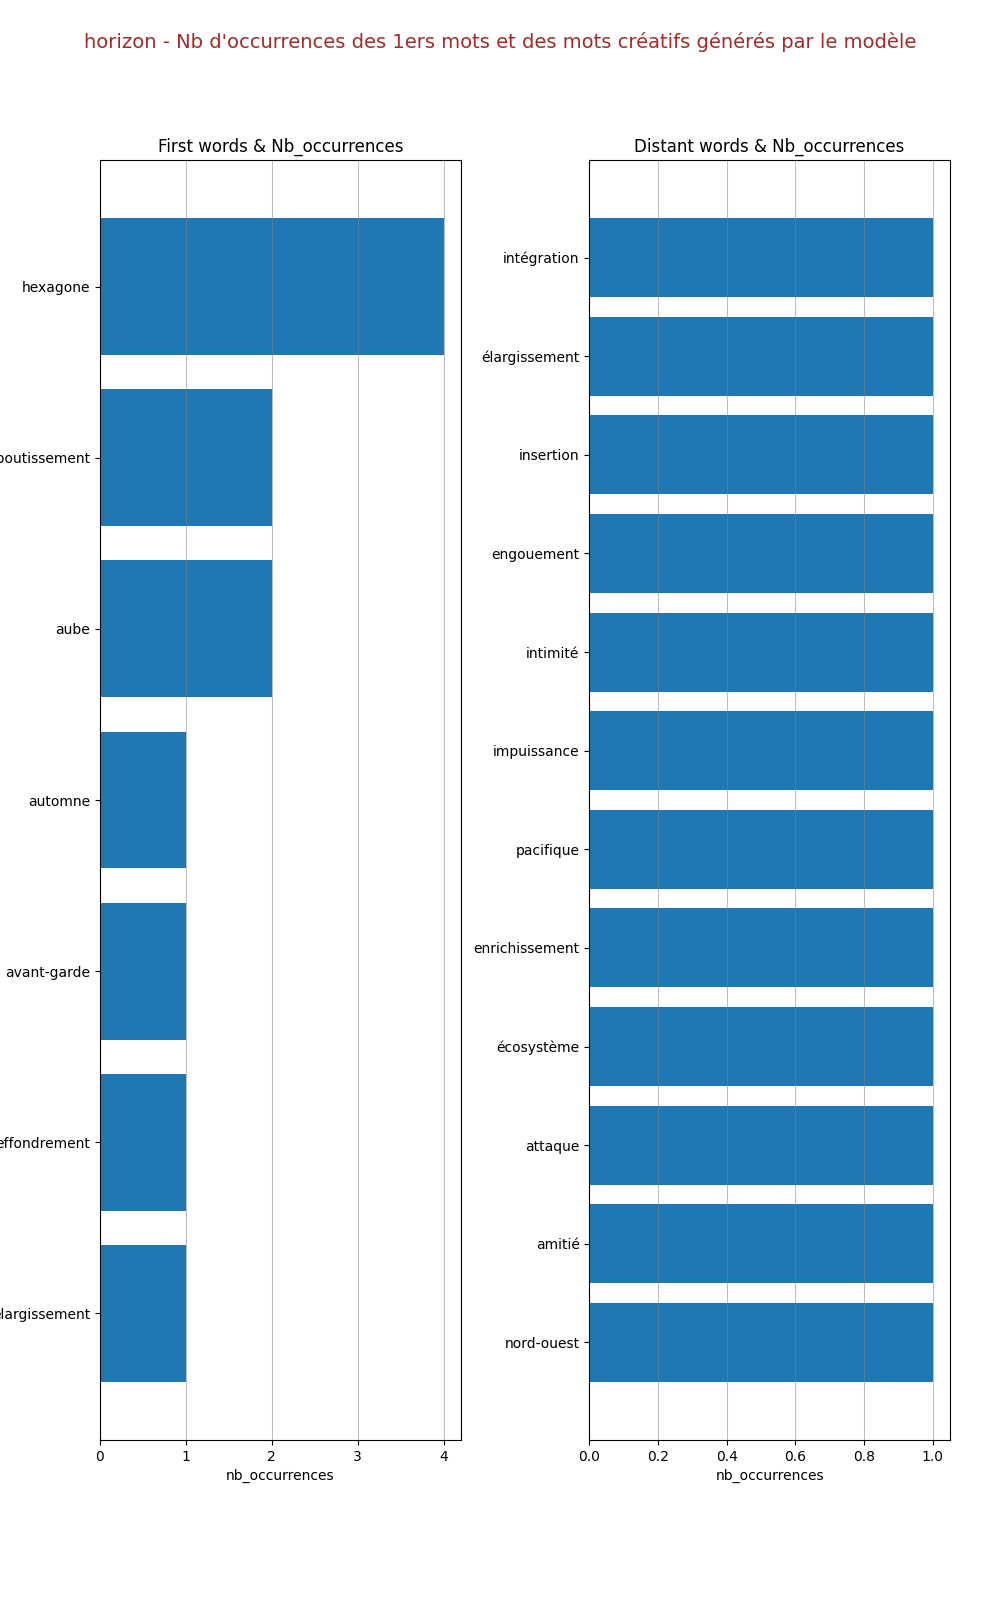 horizon - Nb d'occurrences des 1ers mots et des mots créatifs générés par le modèle
First words & Nb_occurrences
hexagone
boutissement
aube
automne
avant-garde
effondrement
élargissement
0 1 2 3 4
nb_occurrences
Distant words & Nb_occurrences
intégration
élargissement
insertion
engouement
intimité
impuissance
pacifique
enrichissement
écosystème
attaque
amitié
nord-ouest
0.0 0.2 0.4 0.6 0.8 1.0
nb_occurrences